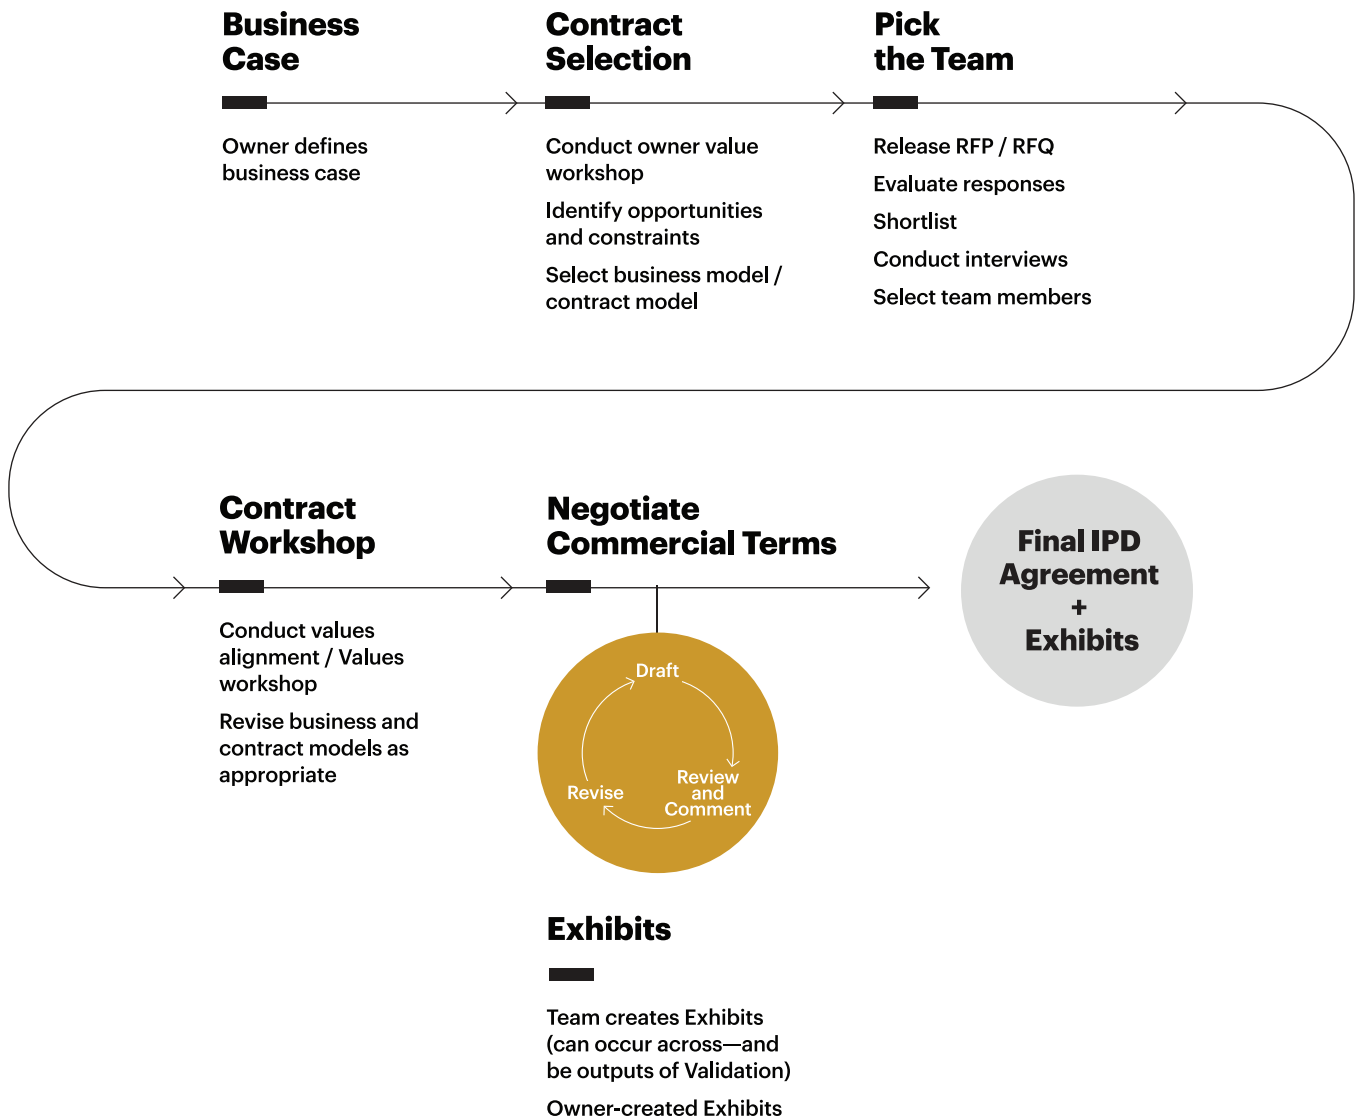 Business
Case
Owner defines
business case
Contract
Selection
Conduct owner value
workshop
Identify opportunities
and constraints
Select business model /
contract model
Pick
the Team
Release RFP / RFQ
Evaluate responses
Shortlist
Conduct interviews
Select team members
Contract
Workshop
Conduct values
alignment / Values
workshop
Revise business and
contract models as
appropriate
Negotiate
Commercial Terms
Draft
Review
and
Comment
Revise
Exhibits
Team creates Exhibits
(can occur across—and
be outputs of Validation)
Owner-created Exhibits
Final IPD
Agreement
+
Exhibits